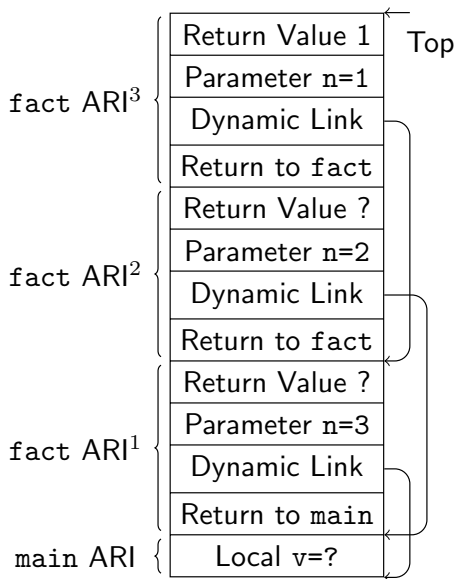 Return Value 1
Top
Parameter n=1
fact ARI³
Dynamic Link
Return to fact
Return Value ?
Parameter n=2
fact ARI²
Dynamic Link
Return to fact
Return Value ?
Parameter n=3
fact ARI¹
Dynamic Link
Return to main
main ARI
Local v=?